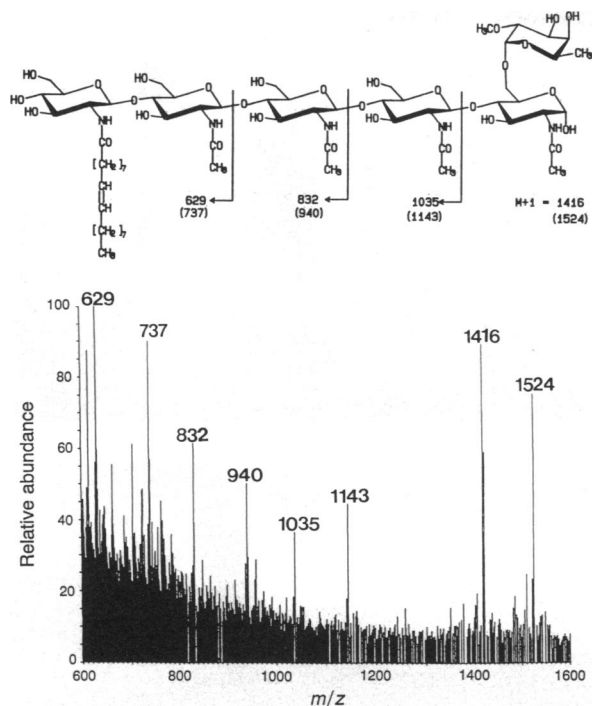 H₃CO OH OH
O CH₃
O
HO HO HO HO O
HO O O O O O O O O
HO HO HO HO HO
NH NH NH NH NH OH
CO CO CO CO CO
[CH₂]₇ CH₃ CH₃ CH₃ CH₃
CH 629 832 1035 M+1 = 1416
CH (737) (940) (1143) (1524)
[CH₂]₇
CH₃
100 629
737 1416
80 1524
832
60
940
1143
40 1035
20
0
Relative abundance
600 800 1000 1200 1400 1600
m/z